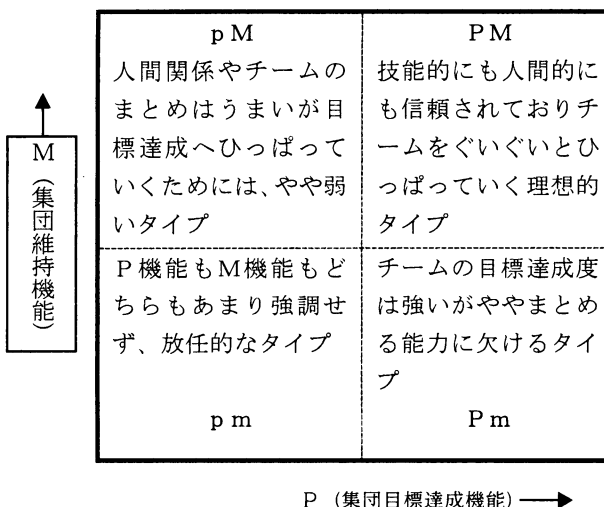 pM
人間関係やチームの
まとめはうまいが目
標達成へひっぱって
いくためには、やや弱
いタイプ
PM
技能的にも人間的に
も信頼されておりチ
ームをぐいぐいとひ
っぱっていく理想的
タイプ
M（集団維持機能）
P機能もM機能もど
ちらもあまり強調せ
ず、放任的なタイプ
pm
チームの目標達成度
は強いがややまとめ
る能力に欠けるタイ
プ
Pm
P（集団目標達成機能）